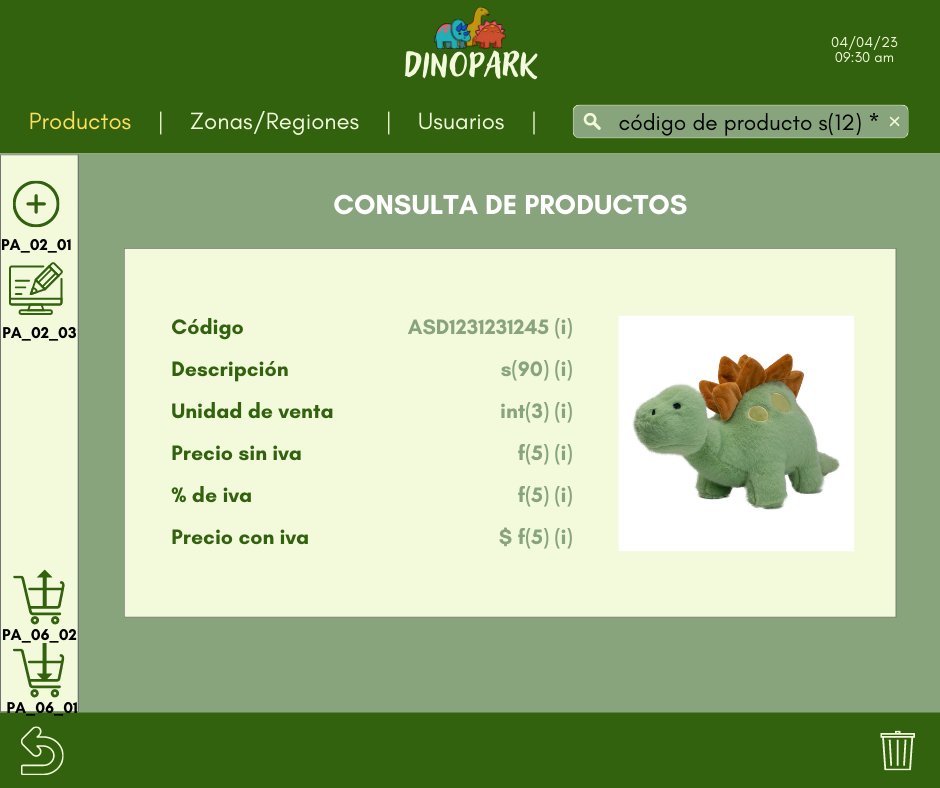 DINOPARK
04/04/23
09:30 am
Productos | Zonas/Regiones | Usuarios |
código de producto s(12) * ×
CONSULTA DE PRODUCTOS
PA_02_01
PA_02_03
Código ASD1231231245 (i)
Descripción s(90) (i)
Unidad de venta int(3) (i)
Precio sin iva f(5) (i)
% de iva f(5) (i)
Precio con iva $ f(5) (i)
PA_06_02
PA_06_01